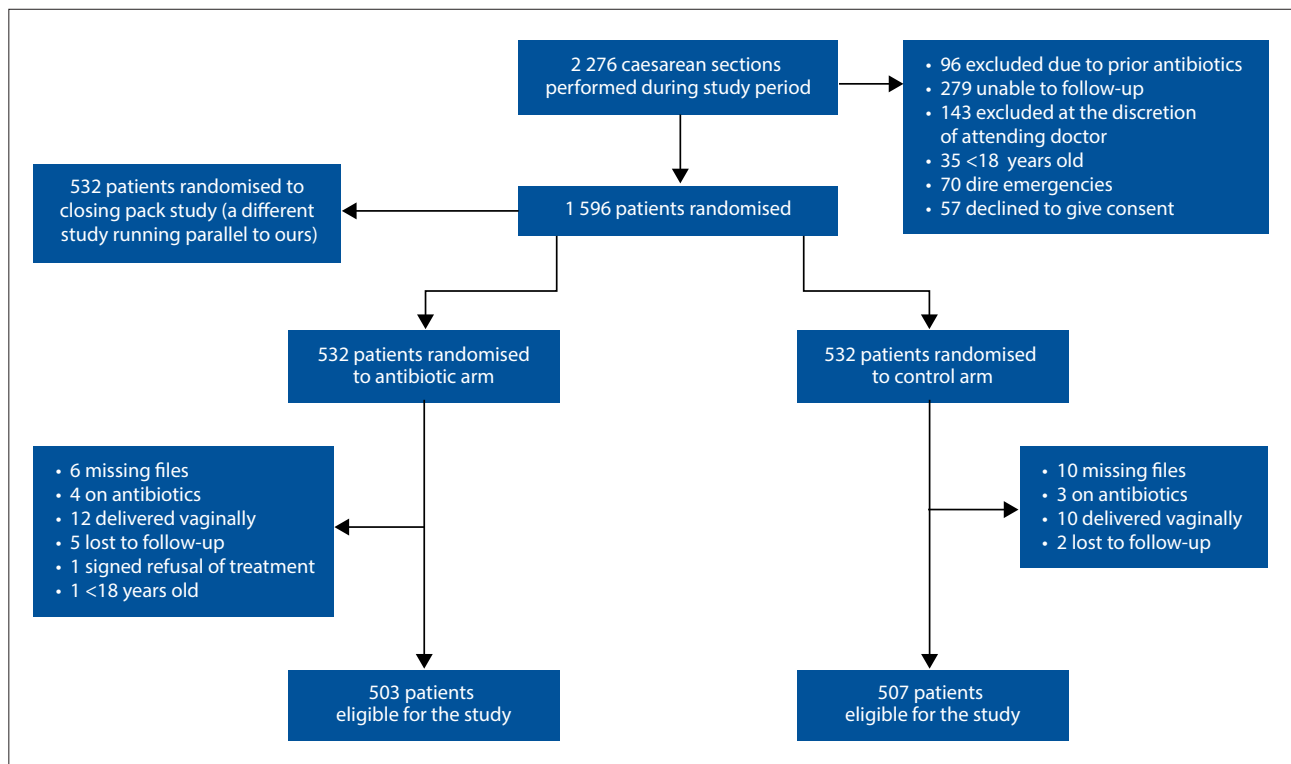 2 276 caesarean sections
performed during study period
• 96 excluded due to prior antibiotics
• 279 unable to follow-up
• 143 excluded at the discretion
of attending doctor
• 35 <18 years old
• 70 dire emergencies
• 57 declined to give consent
532 patients randomised to
closing pack study (a different
study running parallel to ours)
1 596 patients randomised
532 patients randomised
to antibiotic arm
532 patients randomised
to control arm
• 6 missing files
• 4 on antibiotics
• 12 delivered vaginally
• 5 lost to follow-up
• 1 signed refusal of treatment
• 1 <18 years old
• 10 missing files
• 3 on antibiotics
• 10 delivered vaginally
• 2 lost to follow-up
503 patients
eligible for the study
507 patients
eligible for the study